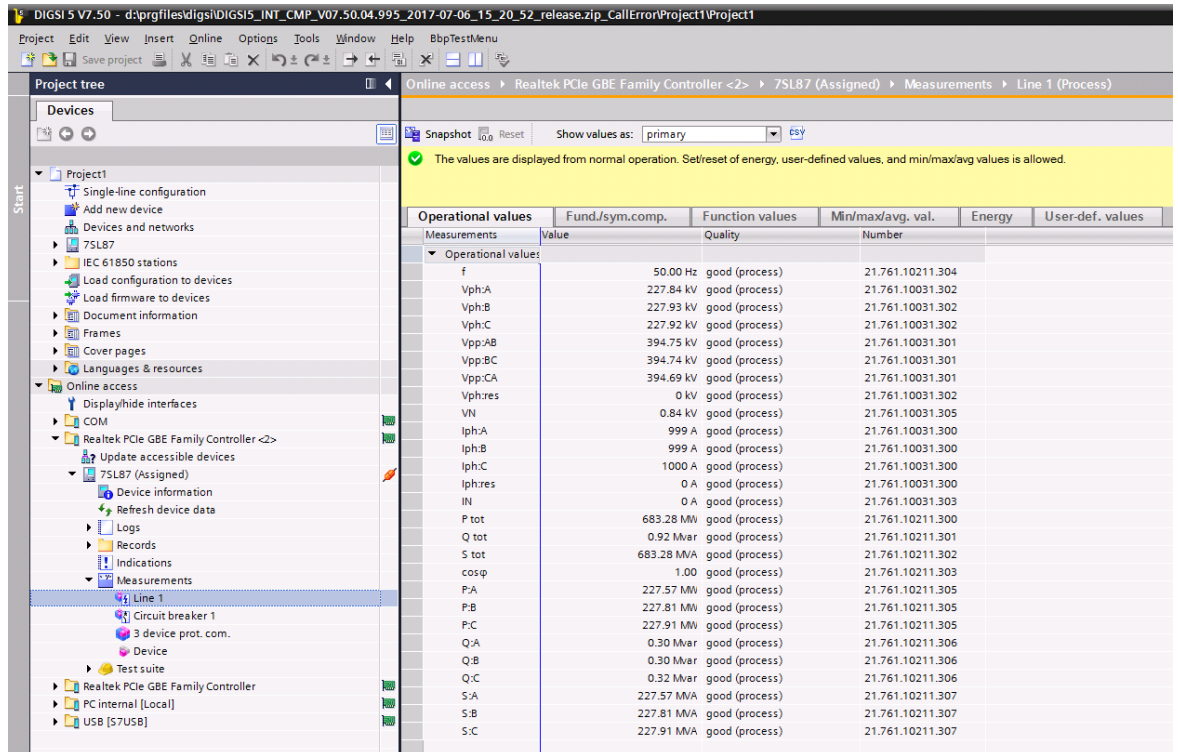 DIGSI 5 V7.50 - d:\prgfiles\digsi\DIGSI5_INT_CMP_V07.50.04.995_2017-07-06_15_20_52_release.zip_CallError\Project1\Project1
Project Edit View Insert Online Options Tools Window Help BbpTestMenu
Save project
Project tree
Online access Realtek PCIe GBE Family Controller <2> 7SL87 (Assigned) Measurements Line 1 (Process)
Devices
Start
Snapshot 0.0 Reset Show values as: primary CSV
The values are displayed from normal operation. Set/reset of energy, user-defined values, and min/max/avg values is allowed.
Project1
Single-line configuration
Add new device
Devices and networks
7SL87
IEC 61850 stations
Load configuration to devices
Load firmware to devices
Document information
Frames
Cover pages
Languages & resources
Online access
Display/hide interfaces
COM
Realtek PCIe GBE Family Controller <2>
Update accessible devices
7SL87 (Assigned)
Device information
Refresh device data
Logs
Records
Indications
Measurements
Line 1
Circuit breaker 1
3 device prot. com.
Device
Test suite
Realtek PCIe GBE Family Controller
PC internal [Local]
USB [S7USB]
Operational values Fund./sym.comp. Function values Min/max/avg. val. Energy User-def. values
Measurements Value Quality Number
Operational values
f 50.00 Hz good (process) 21.761.10211.304
Vph:A 227.84 kV good (process) 21.761.10031.302
Vph:B 227.93 kV good (process) 21.761.10031.302
Vph:C 227.92 kV good (process) 21.761.10031.302
Vpp:AB 394.75 kV good (process) 21.761.10031.301
Vpp:BC 394.74 kV good (process) 21.761.10031.301
Vpp:CA 394.69 kV good (process) 21.761.10031.301
Vph:res 0 kV good (process) 21.761.10031.302
VN 0.84 kV good (process) 21.761.10031.305
Iph:A 999 A good (process) 21.761.10031.300
Iph:B 999 A good (process) 21.761.10031.300
Iph:C 1000 A good (process) 21.761.10031.300
Iph:res 0 A good (process) 21.761.10031.300
IN 0 A good (process) 21.761.10031.303
P tot 683.28 MW good (process) 21.761.10211.300
Q tot 0.92 Mvar good (process) 21.761.10211.301
S tot 683.28 MVA good (process) 21.761.10211.302
cosφ 1.00 good (process) 21.761.10211.303
P:A 227.57 MW good (process) 21.761.10211.305
P:B 227.81 MW good (process) 21.761.10211.305
P:C 227.91 MW good (process) 21.761.10211.305
Q:A 0.30 Mvar good (process) 21.761.10211.306
Q:B 0.30 Mvar good (process) 21.761.10211.306
Q:C 0.32 Mvar good (process) 21.761.10211.306
S:A 227.57 MVA good (process) 21.761.10211.307
S:B 227.81 MVA good (process) 21.761.10211.307
S:C 227.91 MVA good (process) 21.761.10211.307